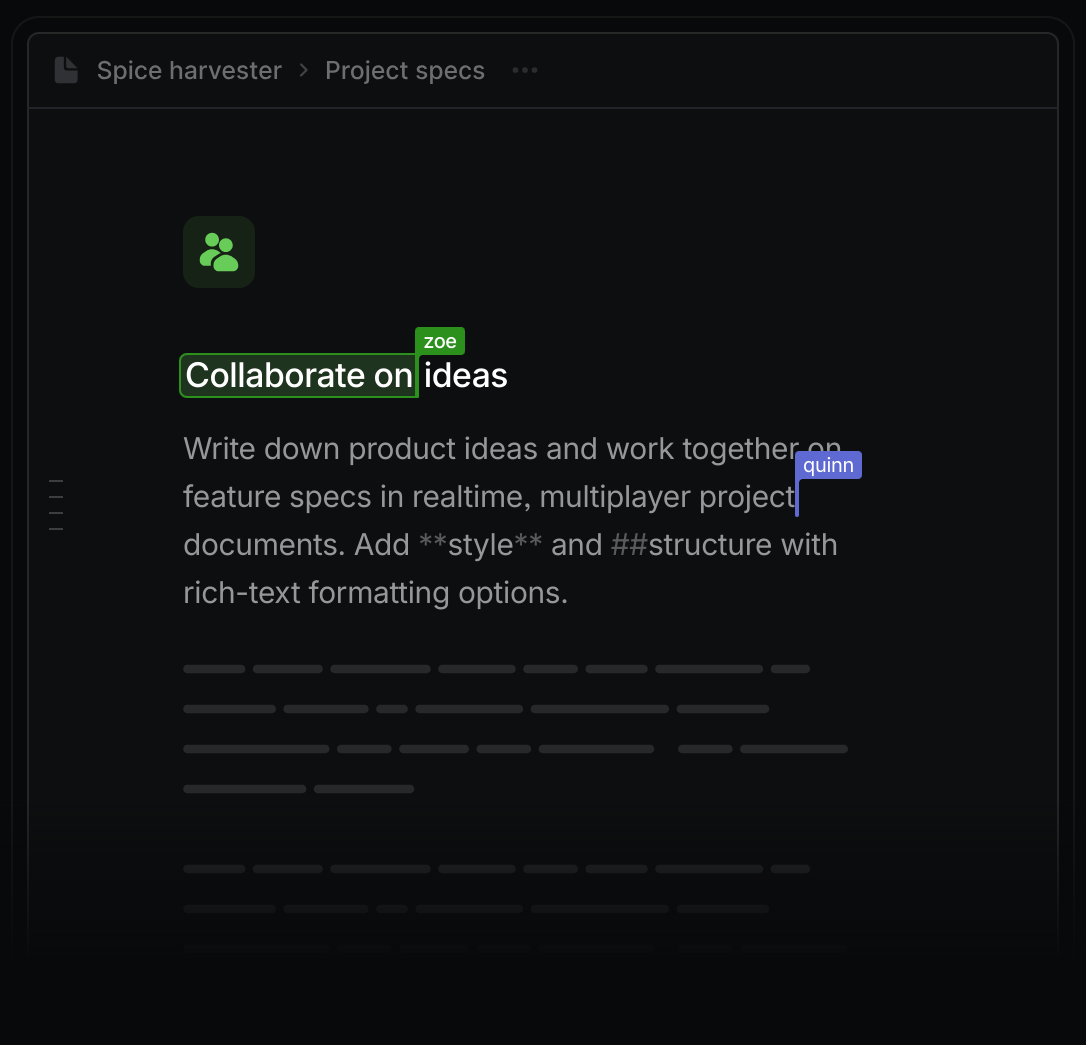 Spice harvester > Project specs ...
zoe
Collaborate on ideas
Write down product ideas and work together on
quinn
feature specs in realtime, multiplayer project
documents. Add **style** and ##structure with
rich-text formatting options.